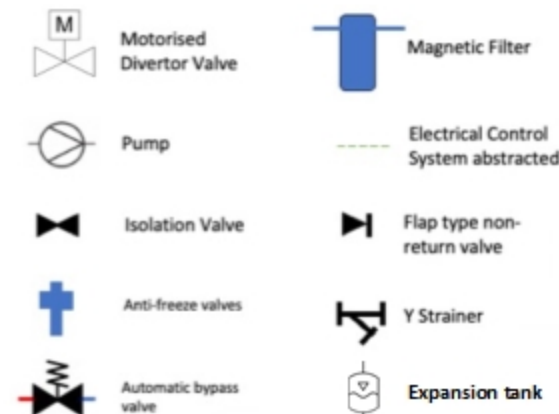 M
Motorised
Divertor Valve
Magnetic Filter
Pump
Electrical Control
System abstracted
Isolation Valve
Flap type non-
return valve
Anti-freeze valves
Y Strainer
Automatic bypass
valve
Expansion tank